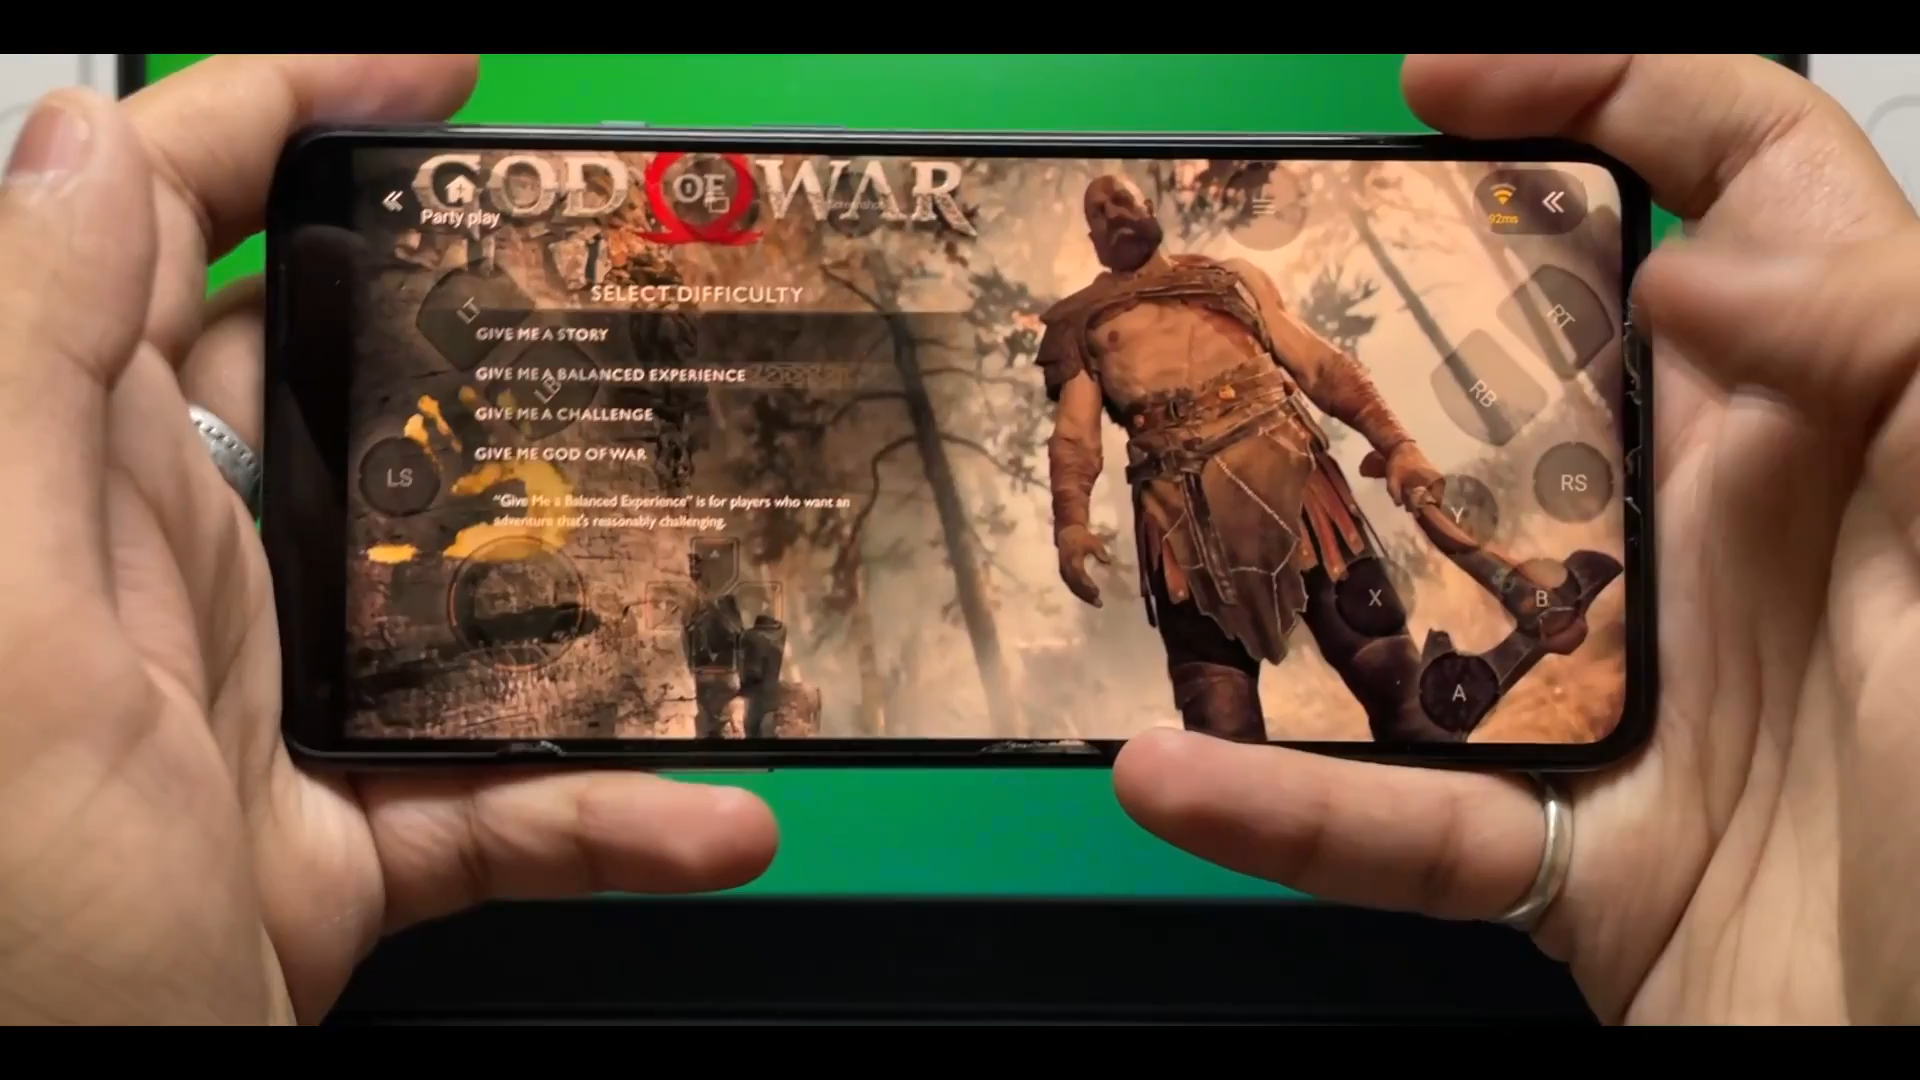 GOD OF WAR
Party play
92ms
SELECT DIFFICULTY
LT
RT
GIVE ME A STORY
GIVE ME A BALANCED EXPERIENCE
LB
RB
GIVE ME A CHALLENGE
GIVE ME GOD OF WAR
LS
RS
"Give Me a Balanced Experience" is for players who want an
adventure that's reasonably challenging.
Y
X
B
A